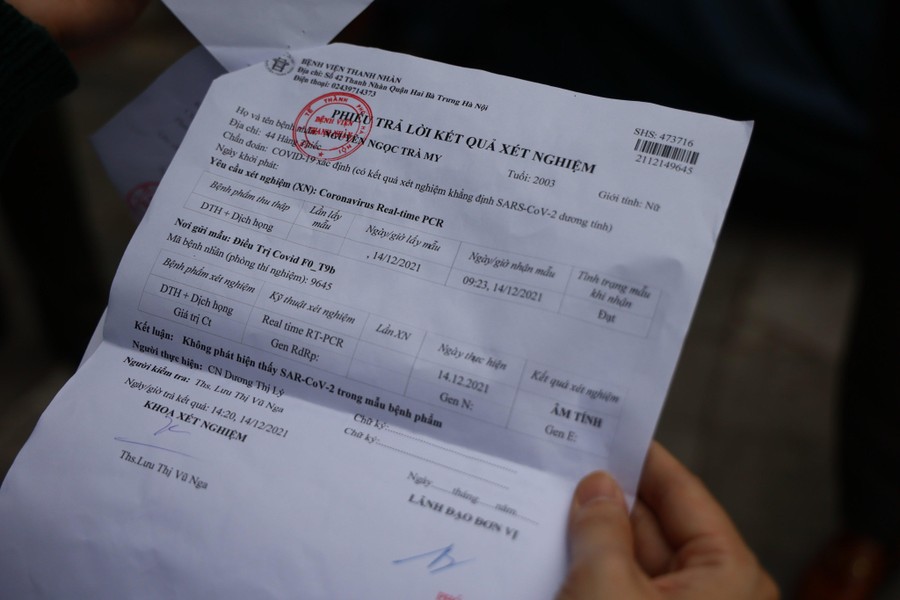 BỆNH VIỆN THANH NHÀN
Địa chỉ: Số 42 Thanh Nhàn Quận Hai Bà Trưng Hà Nội
Điện thoại: 02439714373
PHIẾU TRẢ LỜI KẾT QUẢ XÉT NGHIỆM
SHS: 473716
2112149645
BỆNH VIỆN
THANH NHÀN
Họ và tên bệnh nhân: NGUYỄN NGỌC TRÀ MY
Tuổi: 2003
Giới tính: Nữ
Địa chỉ: 44 Hàng
Chẩn đoán: COVID-19 xác định (có kết quả xét nghiệm khẳng định SARS-CoV-2 dương tính)
Ngày khởi phát:
Yêu cầu xét nghiệm (XN): Coronavirus Real-time PCR
Bệnh phẩm thu thập Lần lấy mẫu Ngày/giờ lấy mẫu Ngày/giờ nhận mẫu Tình trạng mẫu khi nhận
DTH + Dịch họng , 14/12/2021 09:23, 14/12/2021 Đạt
Nơi gửi mẫu: Điều Trị Covid F0_T9b
Mã bệnh nhân (phòng thí nghiệm): 9645
Bệnh phẩm xét nghiệm Kỹ thuật xét nghiệm Lần XN Ngày thực hiện Kết quả xét nghiệm
DTH + Dịch họng Real time RT-PCR 14.12.2021 ÂM TÍNH
Giá trị Ct Gen RdRp: Gen N: Gen E:
Kết luận: Không phát hiện thấy SAR-CoV-2 trong mẫu bệnh phẩm
Người thực hiện: CN Dương Thị Lý
Chữ ký:
Người kiểm tra: Ths. Lưu Thị Vũ Nga
Chữ ký:
Ngày/giờ trả kết quả: 14:20, 14/12/2021
Ngày tháng năm
KHOA XÉT NGHIỆM
LÃNH ĐẠO ĐƠN VỊ
Ths.Lưu Thị Vũ Nga